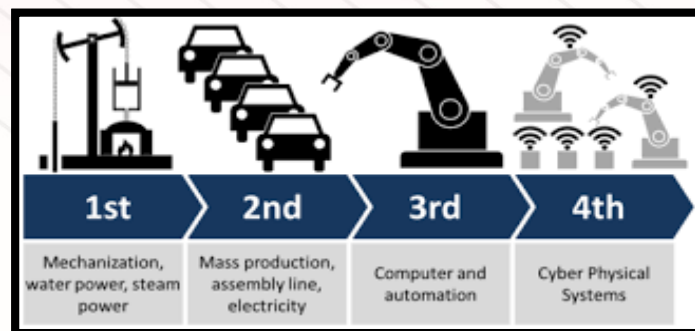 1st
2nd
3rd
4th
Mechanization,
water power, steam
power
Mass production,
assembly line,
electricity
Computer and
automation
Cyber Physical
Systems